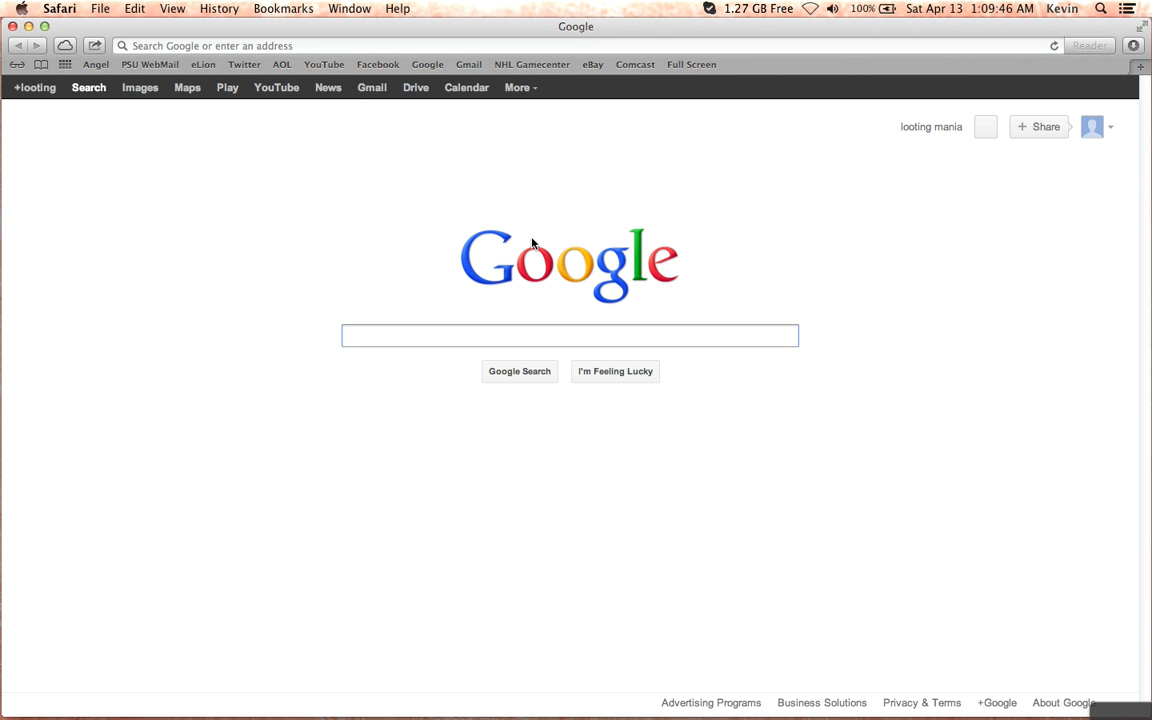 Safari File Edit View History Bookmarks Window Help 1.27 GB Free 100% Sat Apr 13 1:09:46 AM Kevin
Google
Search Google or enter an address Reader
Angel PSU WebMail eLion Twitter AOL YouTube Facebook Google Gmail NHL Gamecenter eBay Comcast Full Screen
+looting Search Images Maps Play YouTube News Gmail Drive Calendar More
looting mania + Share
Google
Google Search I'm Feeling Lucky
Advertising Programs Business Solutions Privacy & Terms +Google About Google